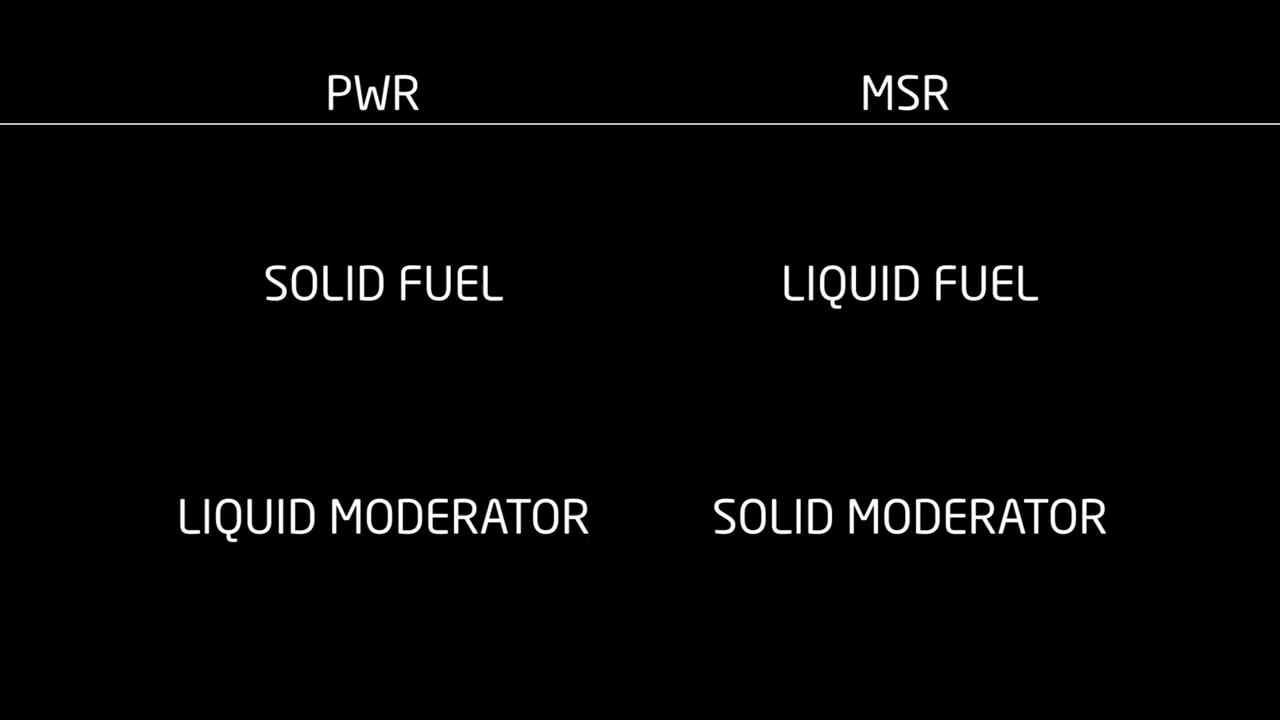 PWR MSR
SOLID FUEL LIQUID FUEL
LIQUID MODERATOR SOLID MODERATOR